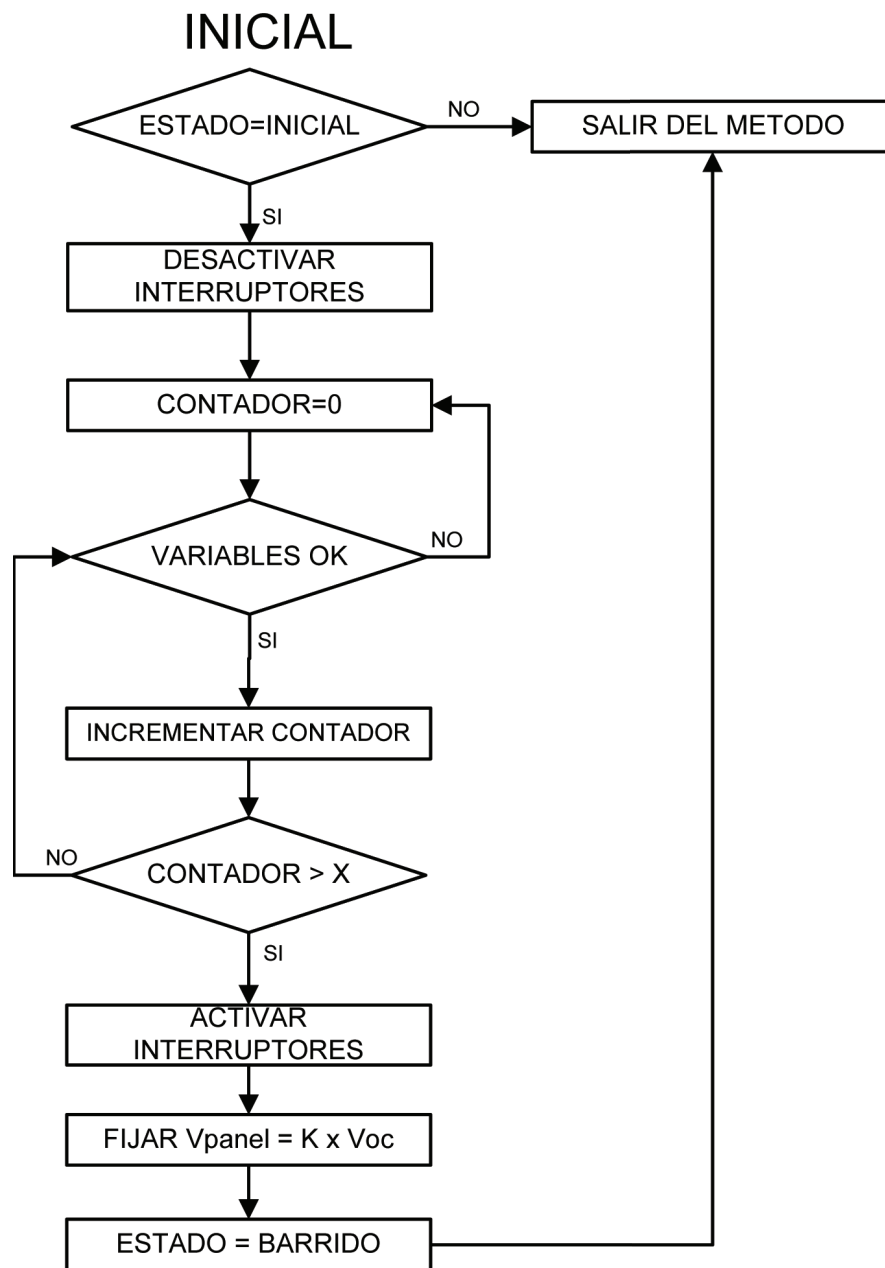 INICIAL
ESTADO=INICIAL
NO
SALIR DEL METODO
SI
DESACTIVAR
INTERRUPTORES
CONTADOR=0
VARIABLES OK
NO
SI
INCREMENTAR CONTADOR
NO
CONTADOR > X
SI
ACTIVAR
INTERRUPTORES
FIJAR Vpanel = K x Voc
ESTADO = BARRIDO